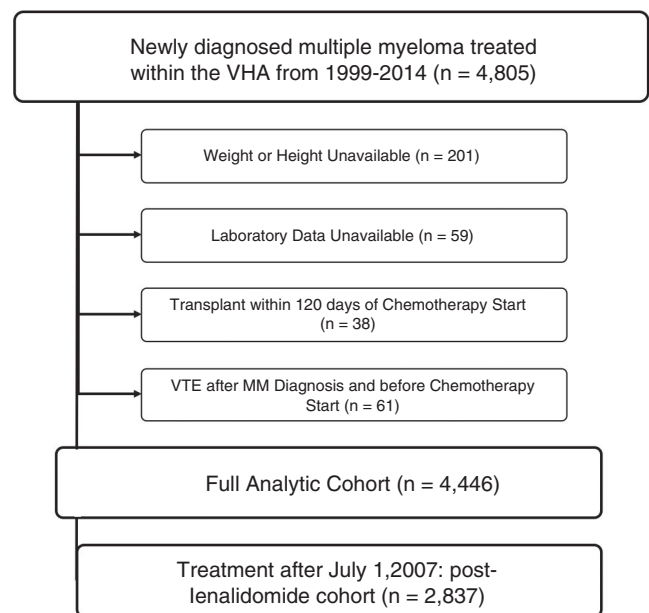 Newly diagnosed multiple myeloma treated
within the VHA from 1999-2014 (n = 4,805)
Weight or Height Unavailable (n = 201)
Laboratory Data Unavailable (n = 59)
Transplant within 120 days of Chemotherapy Start
(n = 38)
VTE after MM Diagnosis and before Chemotherapy
Start (n = 61)
Full Analytic Cohort (n = 4,446)
Treatment after July 1,2007: post-
lenalidomide cohort (n = 2,837)